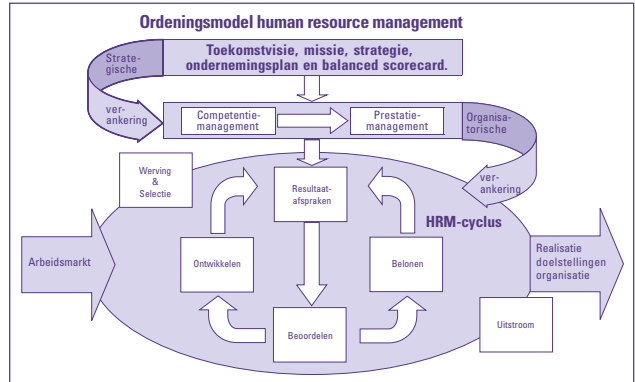 Ordeningsmodel human resource management
Strate-
gische
Toekomstvisie, missie, strategie,
ondernemingsplan en balanced scorecard.
ver-
ankering
Competentie-
management
Prestatie-
management
Organisa-
torische
ver-
ankering
Werving
&
Selectie
Resultaat-
afspraken
HRM-cyclus
Arbeidsmarkt
Ontwikkelen
Belonen
Realisatie
doelstellingen
organisatie
Beoordelen
Uitstroom